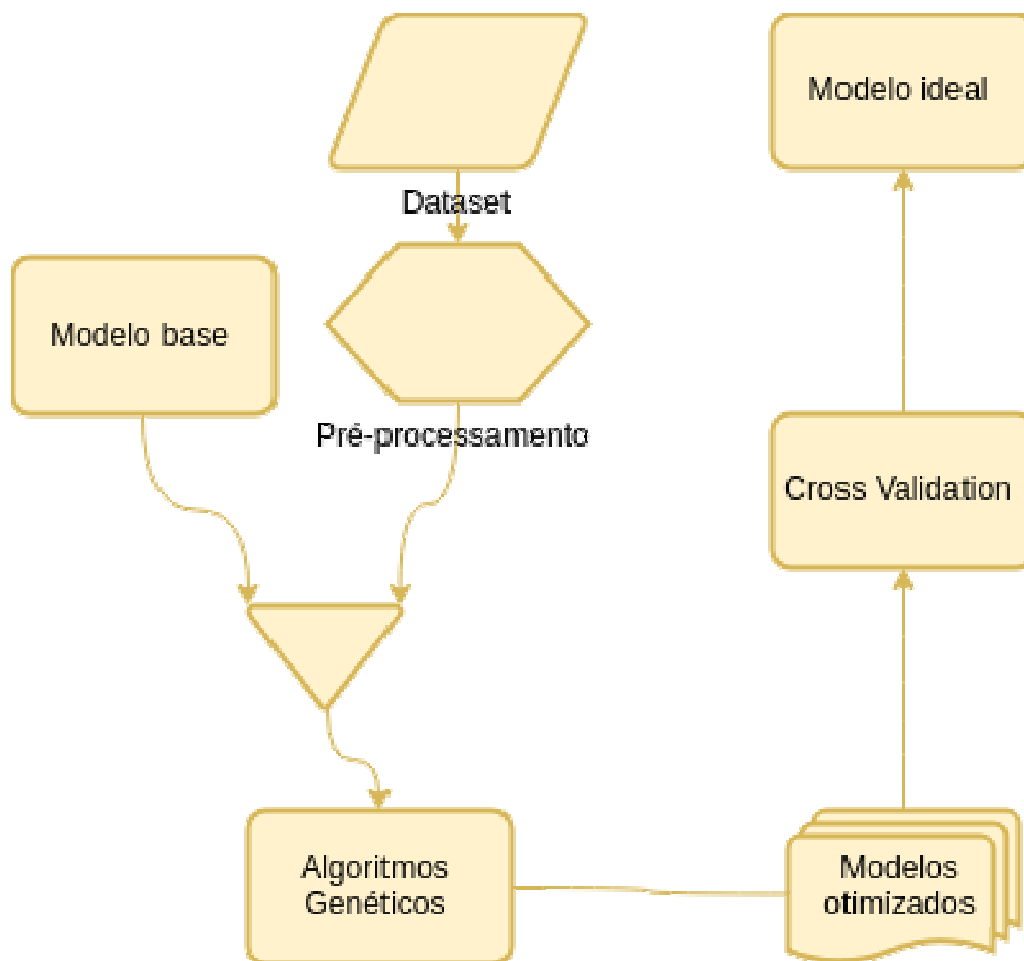 Modelo ideal
Dataset
Modelo base
Pré-processamento
Cross Validation
Algoritmos
Genéticos
Modelos
otimizados